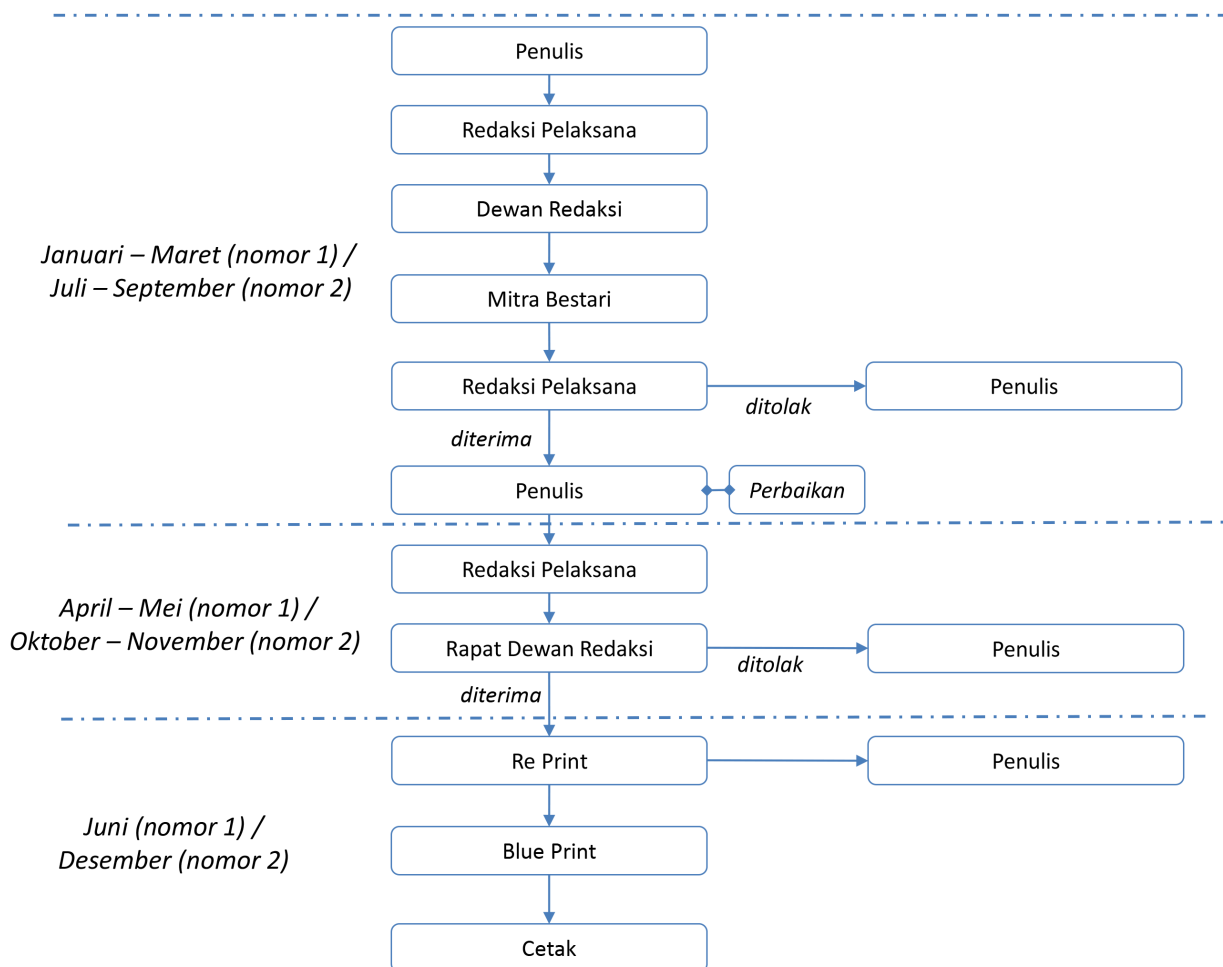 Penulis
Redaksi Pelaksana
Dewan Redaksi
Januari – Maret (nomor 1) /
Juli – September (nomor 2)
Mitra Bestari
Redaksi Pelaksana
ditolak
Penulis
diterima
Penulis
Perbaikan
Redaksi Pelaksana
April – Mei (nomor 1) /
Oktober – November (nomor 2)
Rapat Dewan Redaksi
ditolak
Penulis
diterima
Re Print
Penulis
Juni (nomor 1) /
Desember (nomor 2)
Blue Print
Cetak